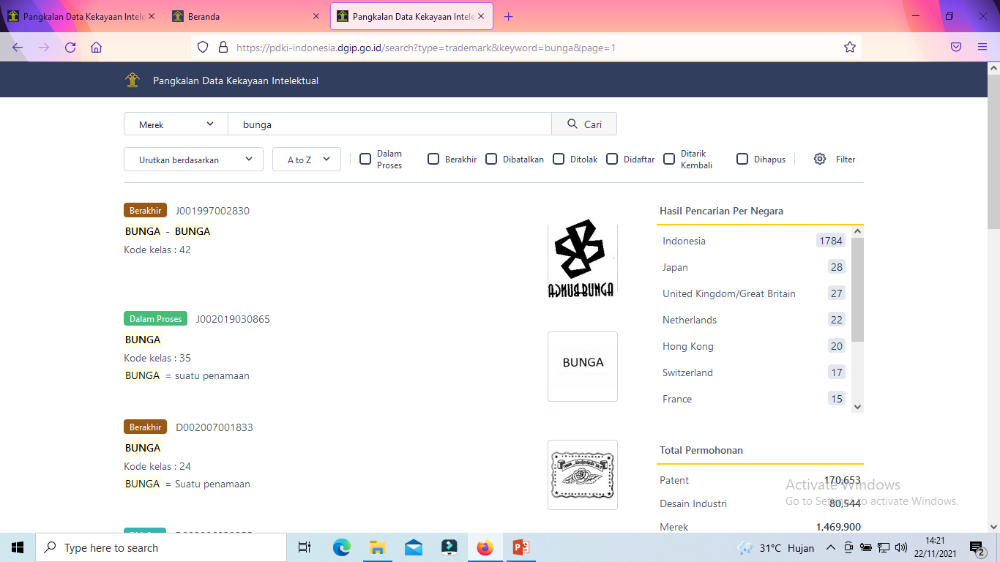 Pangkalan Data Kekayaan Intele
Beranda
Pangkalan Data Kekayaan Intele
https://pdki-indonesia.dgip.go.id/search?type=trademark&keyword=bunga&page=1
Pangkalan Data Kekayaan Intelektual
Merek
bunga
Cari
Urutkan berdasarkan
A to Z
Dalam
Proses
Berakhir
Dibatalkan
Ditolak
Didaftar
Ditarik
Kembali
Dihapus
Filter
Berakhir J001997002830
BUNGA - BUNGA
Kode kelas : 42
BUNGA
Dalam Proses J002019030865
BUNGA
Kode kelas : 35
BUNGA = suatu penamaan
BUNGA
Berakhir D002007001833
BUNGA
Kode kelas : 24
BUNGA = Suatu penamaan
Hasil Pencarian Per Negara
Indonesia 1784
Japan 28
United Kingdom/Great Britain 27
Netherlands 22
Hong Kong 20
Switzerland 17
France 15
Total Permohonan
Patent 170,653
Desain Industri 80,544
Merek 1,469,900
Activate Windows
Go to Settings to activate Windows.
Type here to search
31°C Hujan
14:21
22/11/2021
2